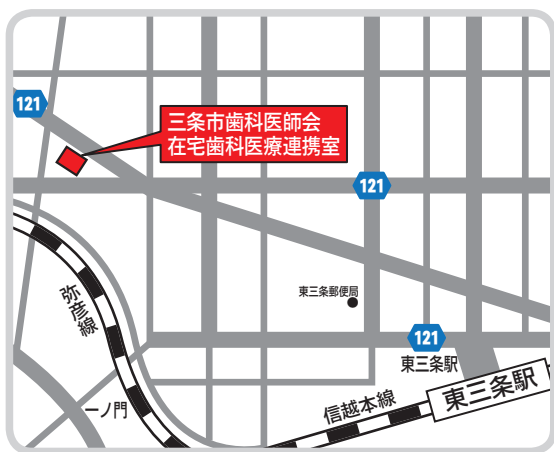 121
三条市歯科医師会
在宅歯科医療連携室
121
東三条郵便局
弥彦線
121
東三条駅
東三条駅
信越本線
一ノ門